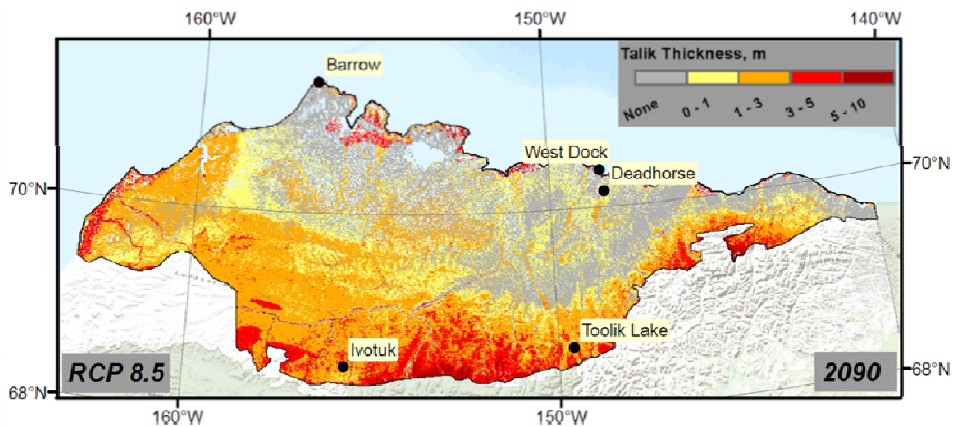 160°W 150°W 140°W
Talik Thickness, m
None 0 - 1 1 - 3 3 - 5 5 - 10
Barrow
West Dock
Deadhorse
70°N 70°N
Toolik Lake
Ivotuk
RCP 8.5 2090
68°N 68°N
160°W 150°W